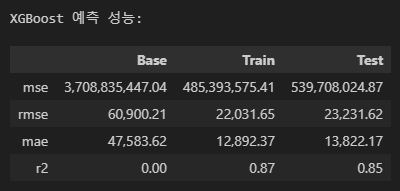 XGBoost 예측 성능:
Base Train Test
mse 3,708,835,447.04 485,393,575.41 539,708,024.87
rmse 60,900.21 22,031.65 23,231.62
mae 47,583.62 12,892.37 13,822.17
r2 0.00 0.87 0.85